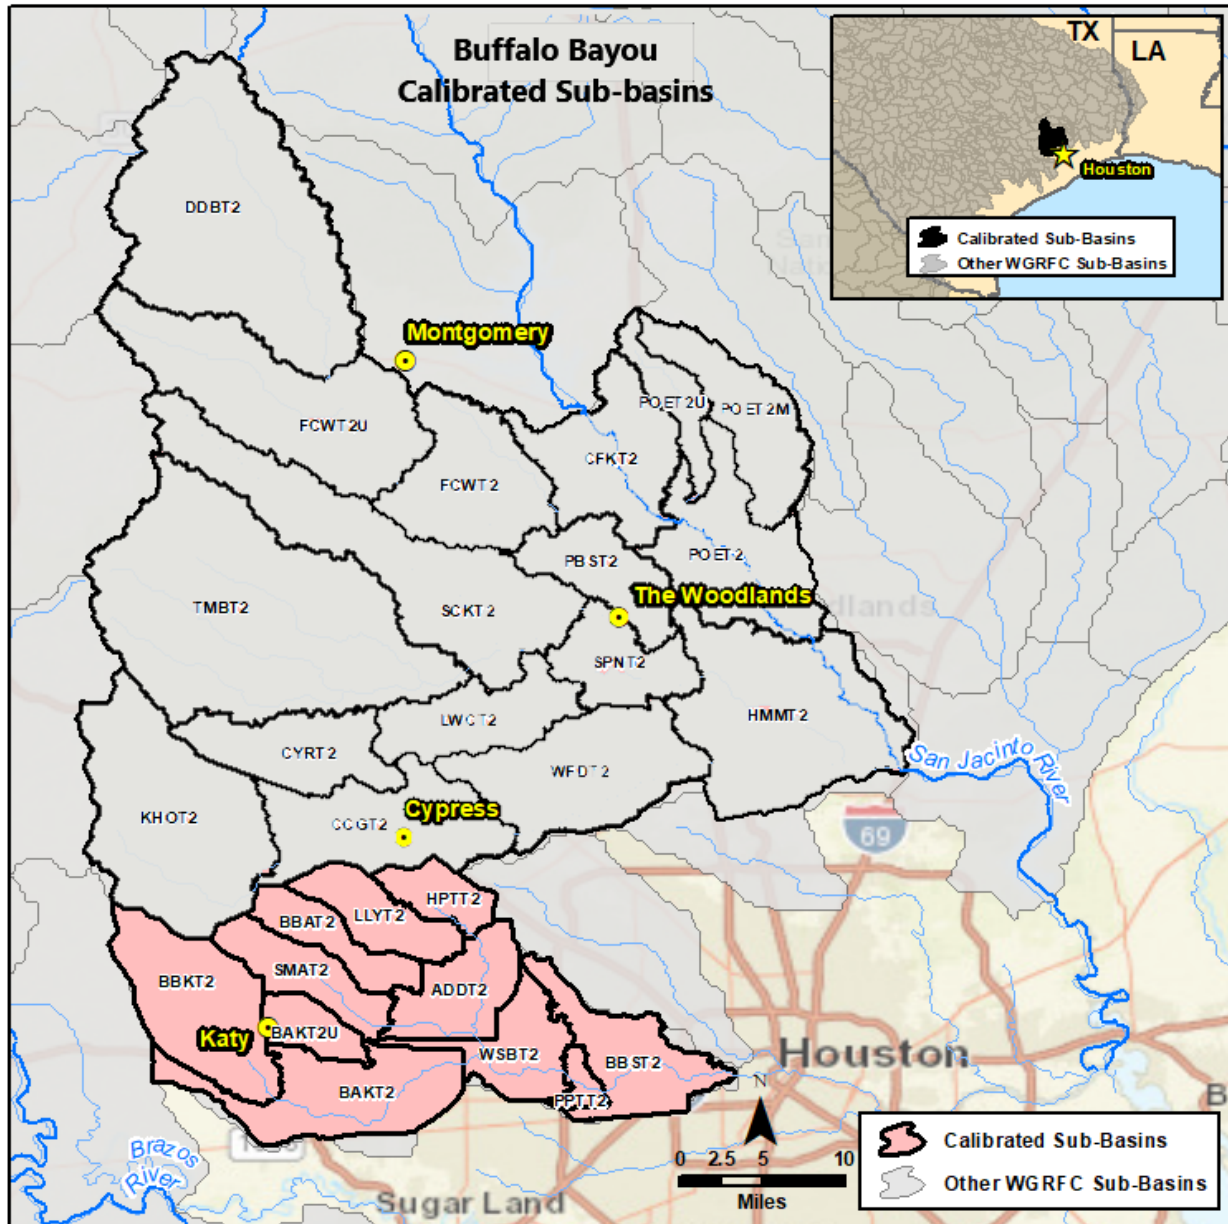 Buffalo Bayou
Calibrated Sub-basins
TX
LA
Houston
Calibrated Sub-Basins
Other WGRFC Sub-Basins
DDBT2
Montgomery
FCWT2U
POET2U
POET2M
CFKT2
FCWT2
PBST2
POET2
The Woodlands
TMBT2
SCKT2
SPNT2
LWCT2
HMMT2
CYRT2
WFDT2
San Jacinto River
KHOT2
CCGT2
Cypress
69
HPTT2
LLYT2
BBAT2
SMAT2
BBKT2
ADDT2
Katy
BAKT2U
WSBT2
BBST2
Houston
BAKT2
PPTT2
N
Brazos
River
Sugar Land
0 2.5 5 10
Miles
Calibrated Sub-Basins
Other WGRFC Sub-Basins